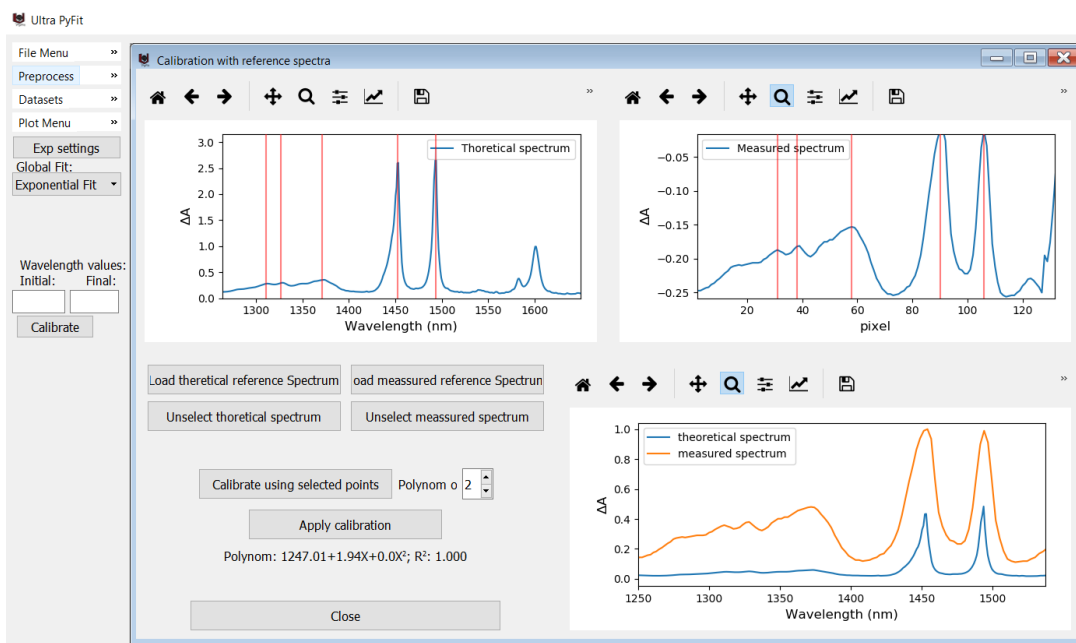 Ultra PyFit
File Menu »
Preprocess »
Datasets »
Plot Menu »
Exp settings
Global Fit:
Exponential Fit
Wavelength values:
Initial: Final:
Calibrate
Calibration with reference spectra
»
3.0
2.5
2.0
1.5
1.0
0.5
0.0
ΔA
Thoretical spectrum
1300 1350 1400 1450 1500 1550 1600
Wavelength (nm)
»
−0.05
−0.10
−0.15
−0.20
−0.25
ΔA
Measured spectrum
20 40 60 80 100 120
pixel
Load theretical reference Spectrum
oad meassured reference Spectrun
Unselect thoretical spectrum
Unselect meassured spectrum
Calibrate using selected points Polynom o 2
Apply calibration
Polynom: 1247.01+1.94X+0.0X²; R²: 1.000
Close
»
1.0
0.8
0.6
0.4
0.2
0.0
ΔA
theoretical spectrum
measured spectrum
1250 1300 1350 1400 1450 1500
Wavelength (nm)